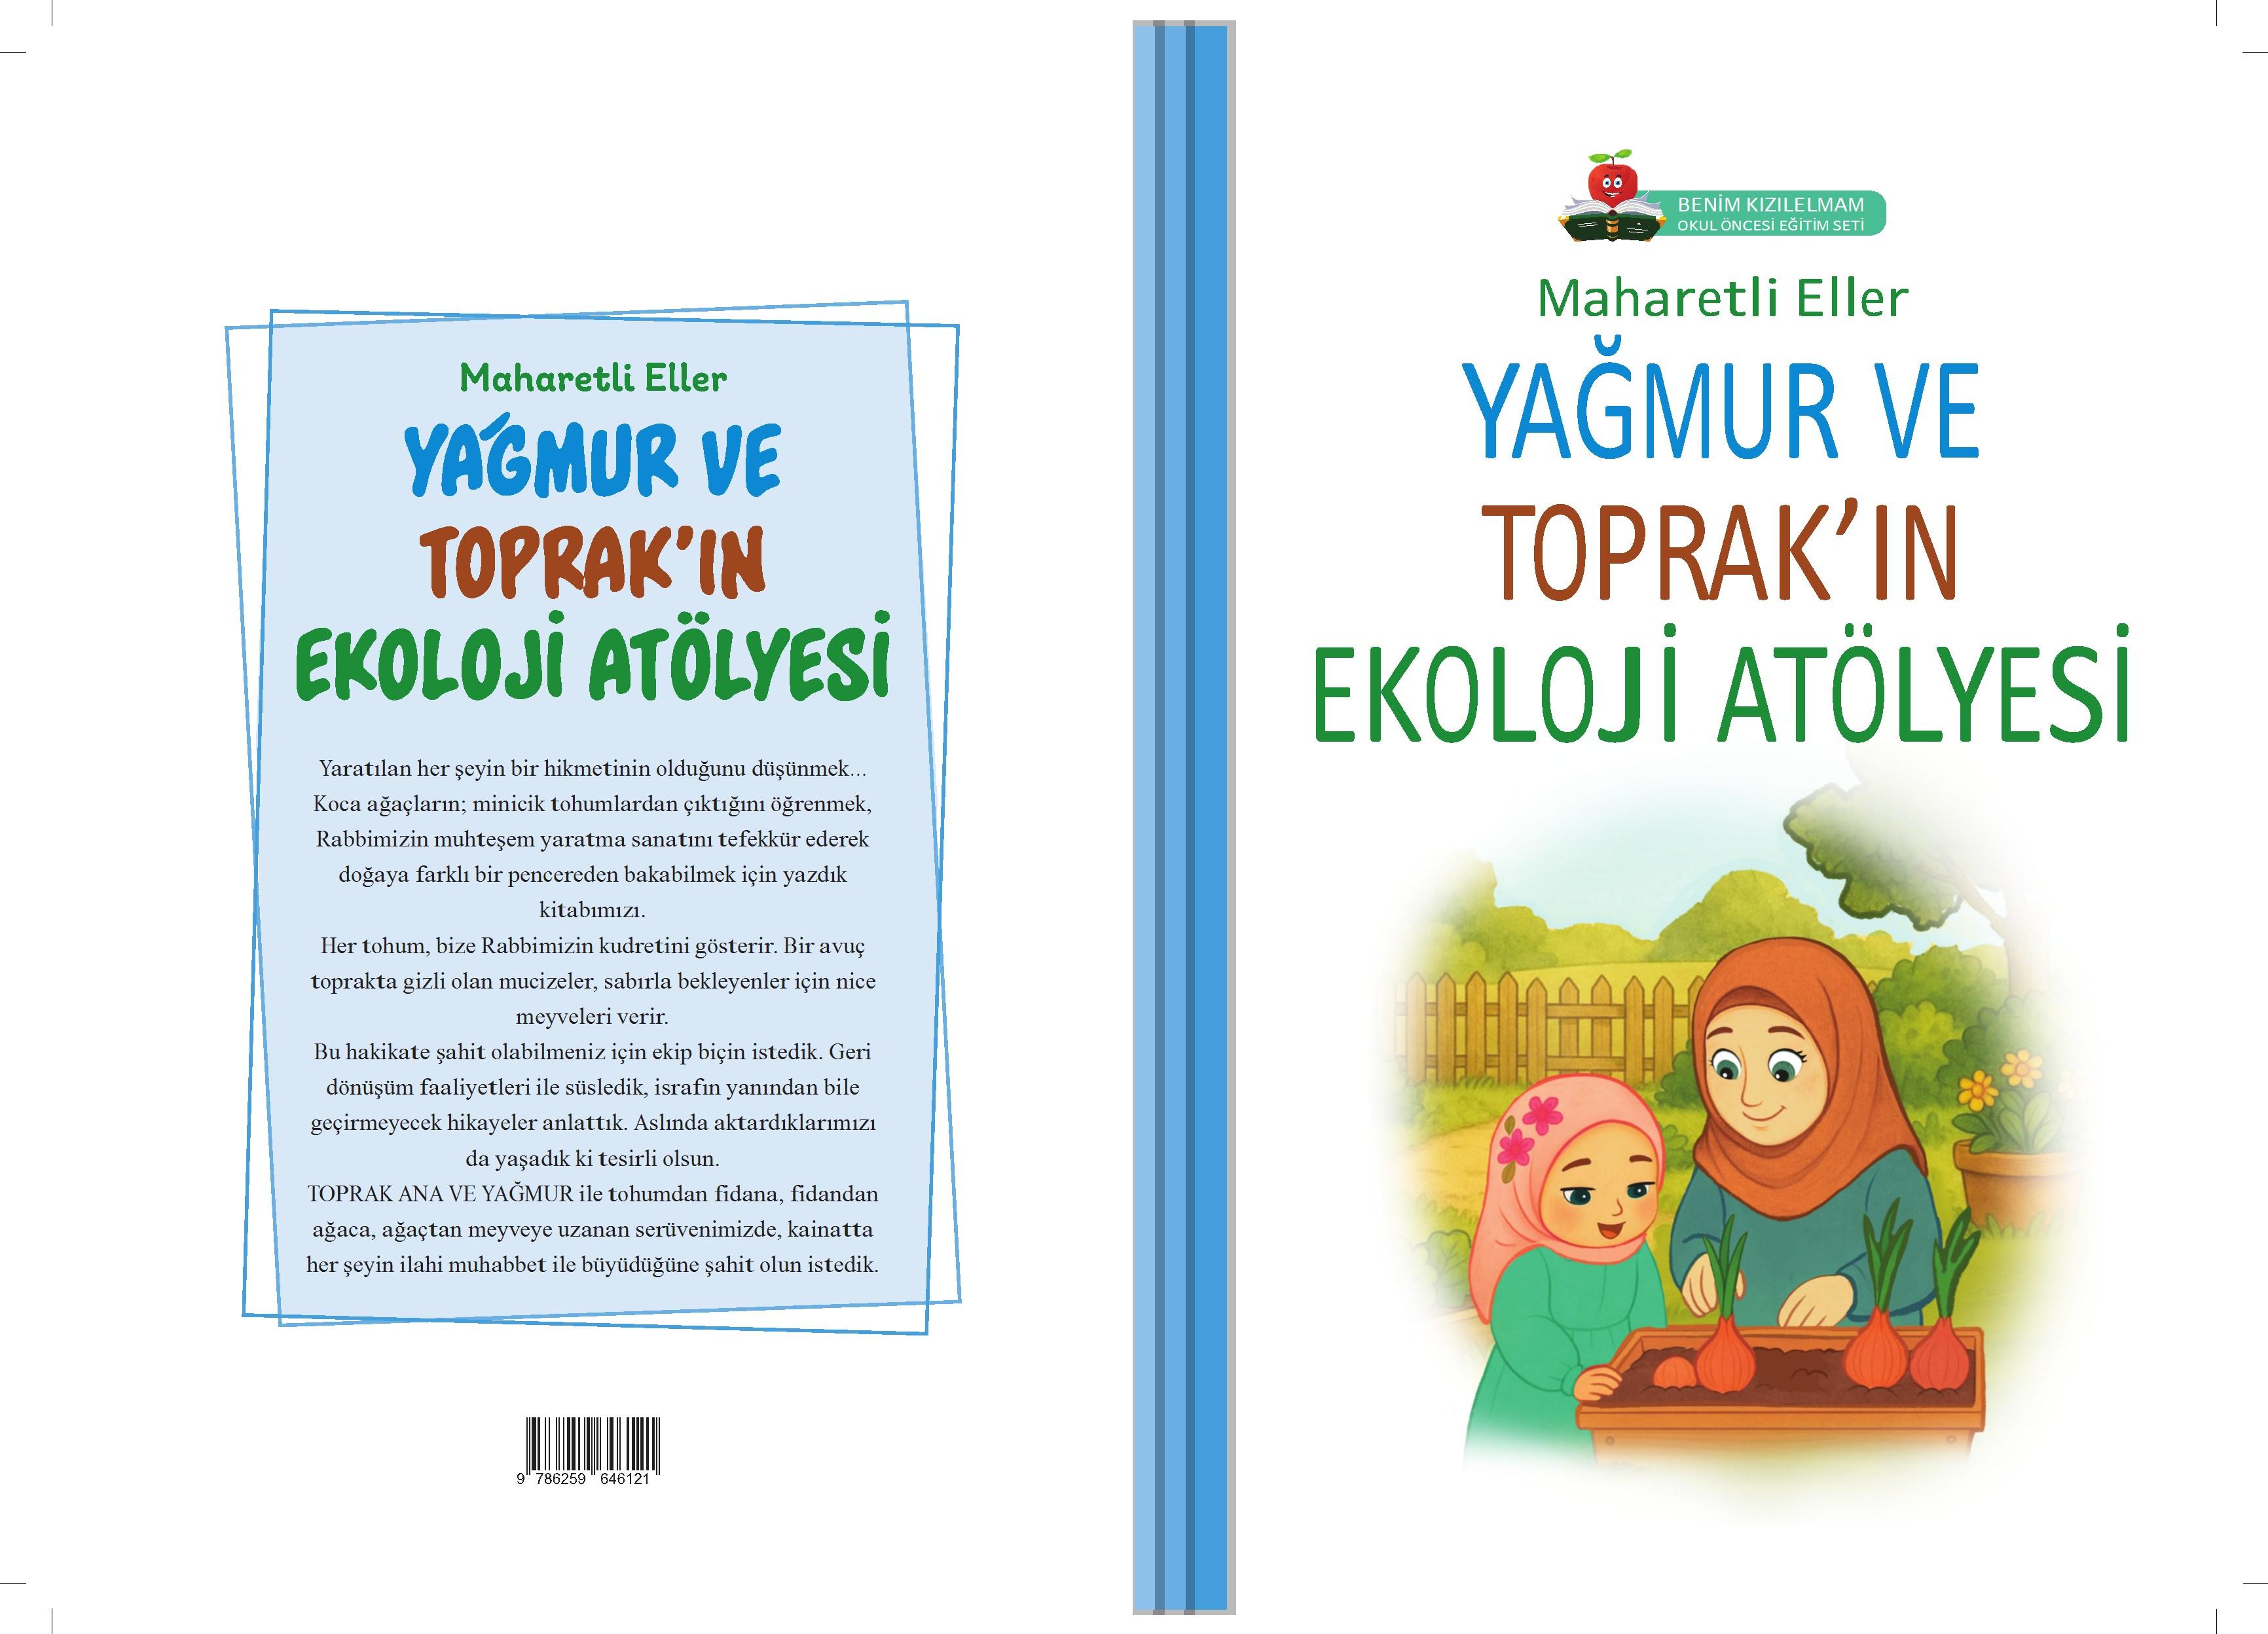 Maharetli Eller
YAĞMUR VE
TOPRAK’IN
EKOLOJİ ATÖLYESİ
Yaratılan her şeyin bir hikmetinin olduğunu düşünmek...
Koca ağaçların; minicik tohumlardan çıktığını öğrenmek,
Rabbimizin muhteşem yaratma sanatını tefekkür ederek
doğaya farklı bir pencereden bakabilmek için yazdık
kitabımızı.
Her tohum, bize Rabbimizin kudretini gösterir. Bir avuç
toprakta gizli olan mucizeler, sabırla bekleyenler için nice
meyveleri verir.
Bu hakikate şahit olabilmeniz için ekip biçin istedik. Geri
dönüşüm faaliyetleri ile süsledik, israfın yanından bile
geçirmeyecek hikayeler anlattık. Aslında aktardıklarımızı
da yaşadık ki tesirli olsun.
TOPRAK ANA VE YAĞMUR ile tohumdan fidana, fidandan
ağaca, ağaçtan meyveye uzanan serüvenimizde, kainatta
her şeyin ilahi muhabbet ile büyüdüğüne şahit olun istedik.
9 786259 646121
BENİM KIZILELMAM
OKUL ÖNCESİ EĞİTİM SETİ
Maharetli Eller
YAĞMUR VE
TOPRAK’IN
EKOLOJİ ATÖLYESİ